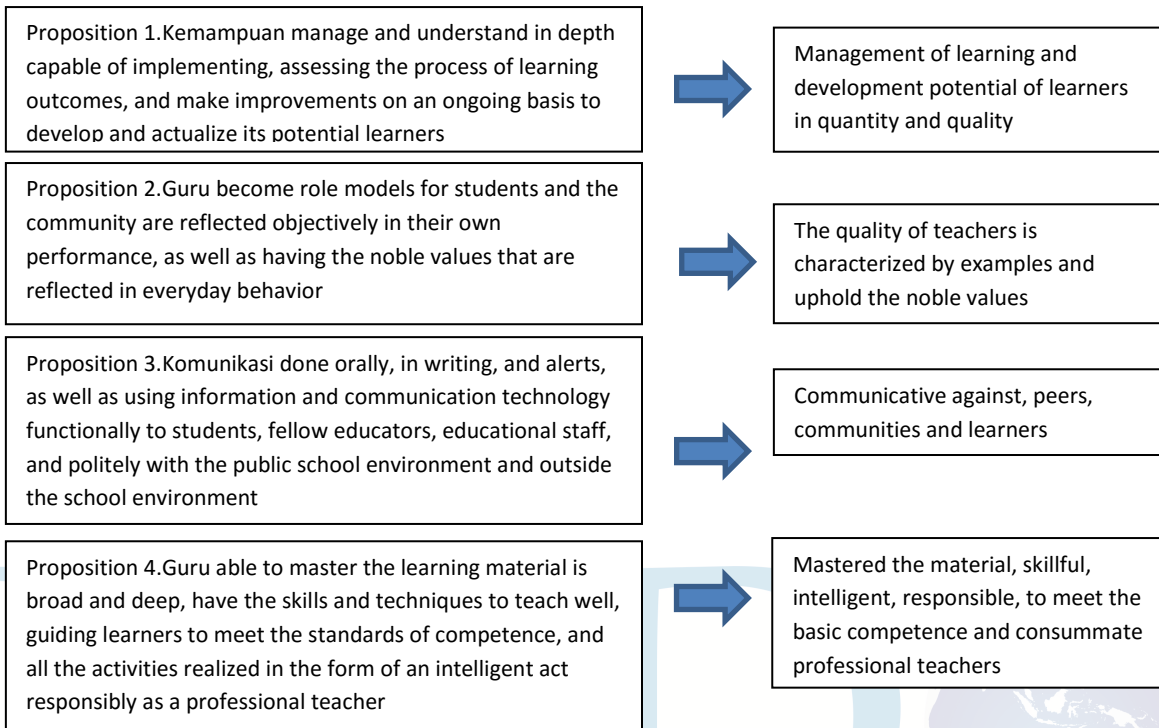 Proposition 1.Kemampuan manage and understand in depth
capable of implementing, assessing the process of learning
outcomes, and make improvements on an ongoing basis to
develop and actualize its potential learners
Management of learning and
development potential of learners
in quantity and quality
Proposition 2.Guru become role models for students and the
community are reflected objectively in their own
performance, as well as having the noble values that are
reflected in everyday behavior
The quality of teachers is
characterized by examples and
uphold the noble values
Proposition 3.Komunikasi done orally, in writing, and alerts,
as well as using information and communication technology
functionally to students, fellow educators, educational staff,
and politely with the public school environment and outside
the school environment
Communicative against, peers,
communities and learners
Proposition 4.Guru able to master the learning material is
broad and deep, have the skills and techniques to teach well,
guiding learners to meet the standards of competence, and
all the activities realized in the form of an intelligent act
responsibly as a professional teacher
Mastered the material, skillful,
intelligent, responsible, to meet the
basic competence and consummate
professional teachers